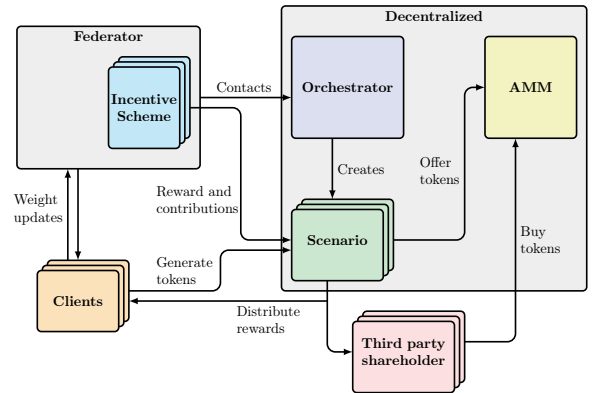 Federator
Decentralized
Incentive
Scheme
Contacts
Orchestrator
AMM
Creates
Offer
tokens
Weight
updates
Reward and
contributions
Scenario
Buy
tokens
Generate
tokens
Clients
Distribute
rewards
Third party
shareholder